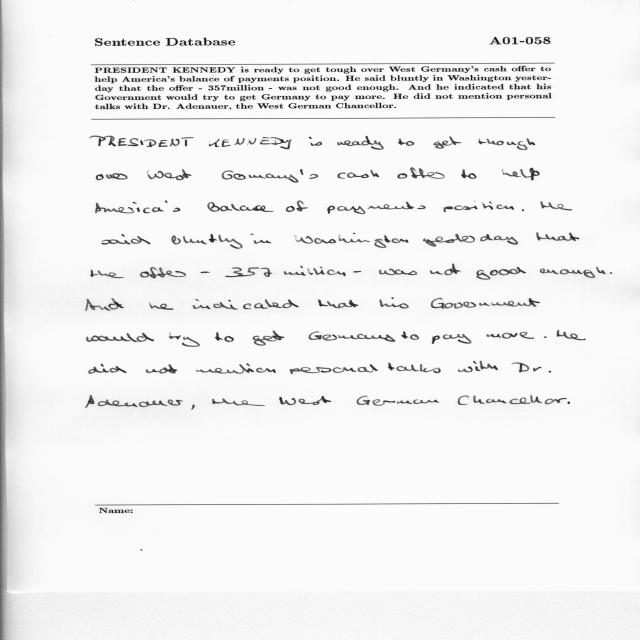 Sentence Database A01-058
PRESIDENT KENNEDY is ready to get tough over West Germany's cash offer to
help America's balance of payments position. He said bluntly in Washington yester-
day that the offer - 357million - was not good enough. And he indicated that his
Government would try to get Germany to pay more. He did not mention personal
talks with Dr. Adenauer, the West German Chancellor.
PRESIDENT KENNEDY is ready to get though
over West Germany's cash offer to help
America's Balance of payments position. He
said bluntly in Washington yesterday that
the offer - 357 million - was not good enough.
And he indicated that his Government
would try to get Germany to pay more. He
did not mention personal talks with Dr.
Adenauer, the West German Chancellor.
Name: